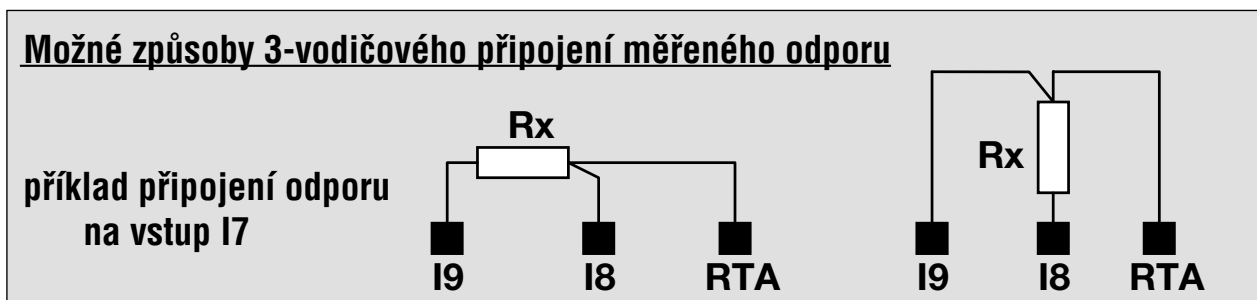 Možné způsoby 3-vodičového připojení měřeného odporu
Rx
příklad připojení odporu
na vstup I7
I9 I8 RTA
Rx
I9 I8 RTA